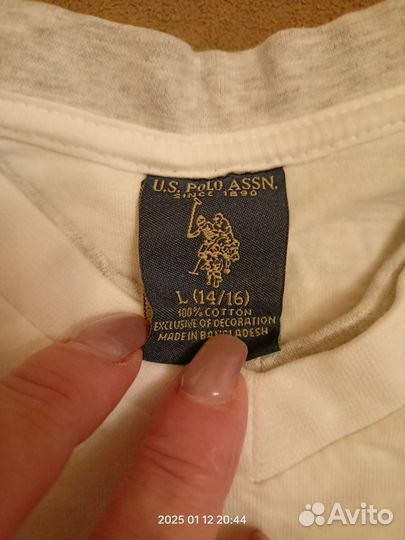 U.S. POLO ASSN.
SINCE 1890
L (14/16)
100% COTTON
EXCLUSIVE OF DECORATION
MADE IN BANGLADESH
2025 01 12 20:44
Avito